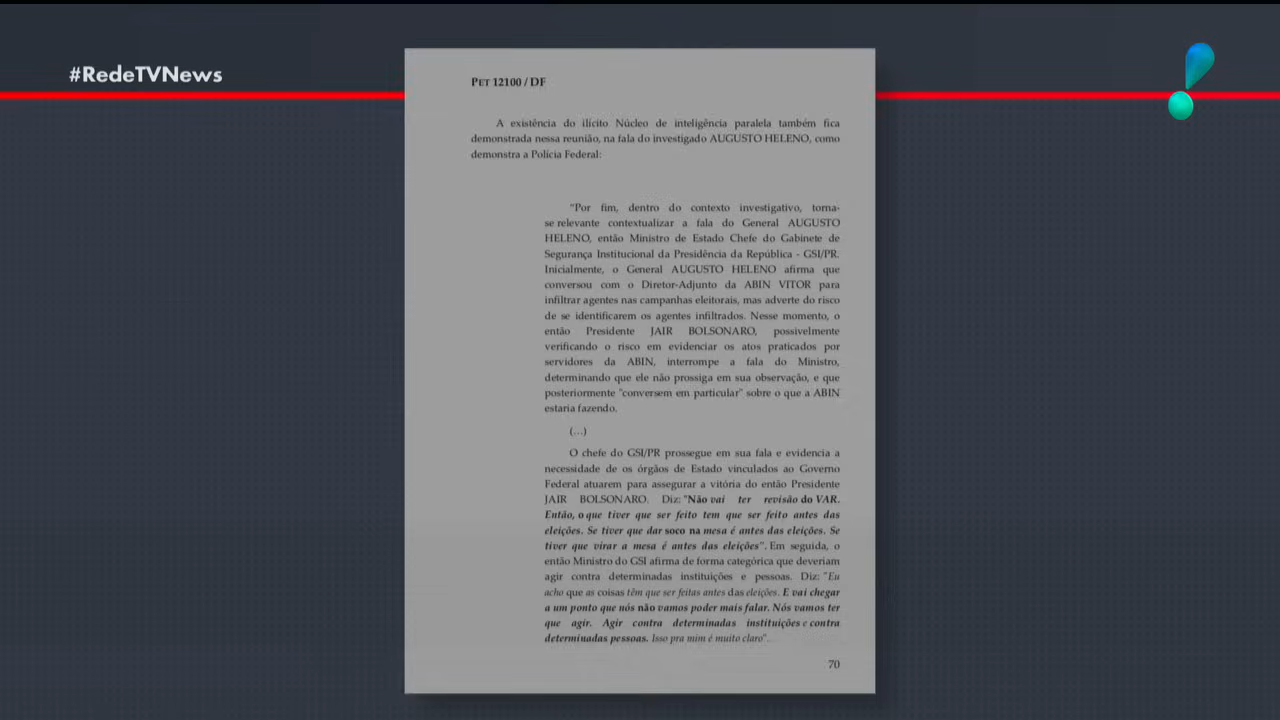 #RedeTVNews
PET 12100 / DF
A existência do ilícito Núcleo de inteligência paralela também fica
demonstrada nessa reunião, na fala do investigado AUGUSTO HELENO, como
demonstra a Polícia Federal:
"Por fim, dentro do contexto investigativo, torna-
se relevante contextualizar a fala do General AUGUSTO
HELENO, então Ministro de Estado Chefe do Gabinete de
Segurança Institucional da Presidência da República - GSI/PR.
Inicialmente, o General AUGUSTO HELENO afirma que
conversou com o Diretor-Adjunto da ABIN VITOR para
infiltrar agentes nas campanhas eleitorais, mas adverte do risco
de se identificarem os agentes infiltrados. Nesse momento, o
então Presidente JAIR BOLSONARO, possivelmente
verificando o risco em evidenciar os atos praticados por
servidores da ABIN, interrompe a fala do Ministro,
determinando que ele não prossiga em sua observação, e que
posteriormente "conversem em particular" sobre o que a ABIN
estaria fazendo.
(...)
O chefe do GSI/PR prossegue em sua fala e evidencia a
necessidade de os órgãos de Estado vinculados ao Governo
Federal atuarem para assegurar a vitória do então Presidente
JAIR BOLSONARO. Diz: "Não vai ter revisão do VAR.
Então, o que tiver que ser feito tem que ser feito antes das
eleições. Se tiver que dar soco na mesa é antes das eleições. Se
tiver que virar a mesa é antes das eleições". Em seguida, o
então Ministro do GSI afirma de forma categórica que deveriam
agir contra determinadas instituições e pessoas. Diz: "Eu
acho que as coisas têm que ser feitas antes das eleições. E vai chegar
a um ponto que nós não vamos poder mais falar. Nós vamos ter
que agir. Agir contra determinadas instituições e contra
determinadas pessoas. Isso pra mim é muito claro".
70